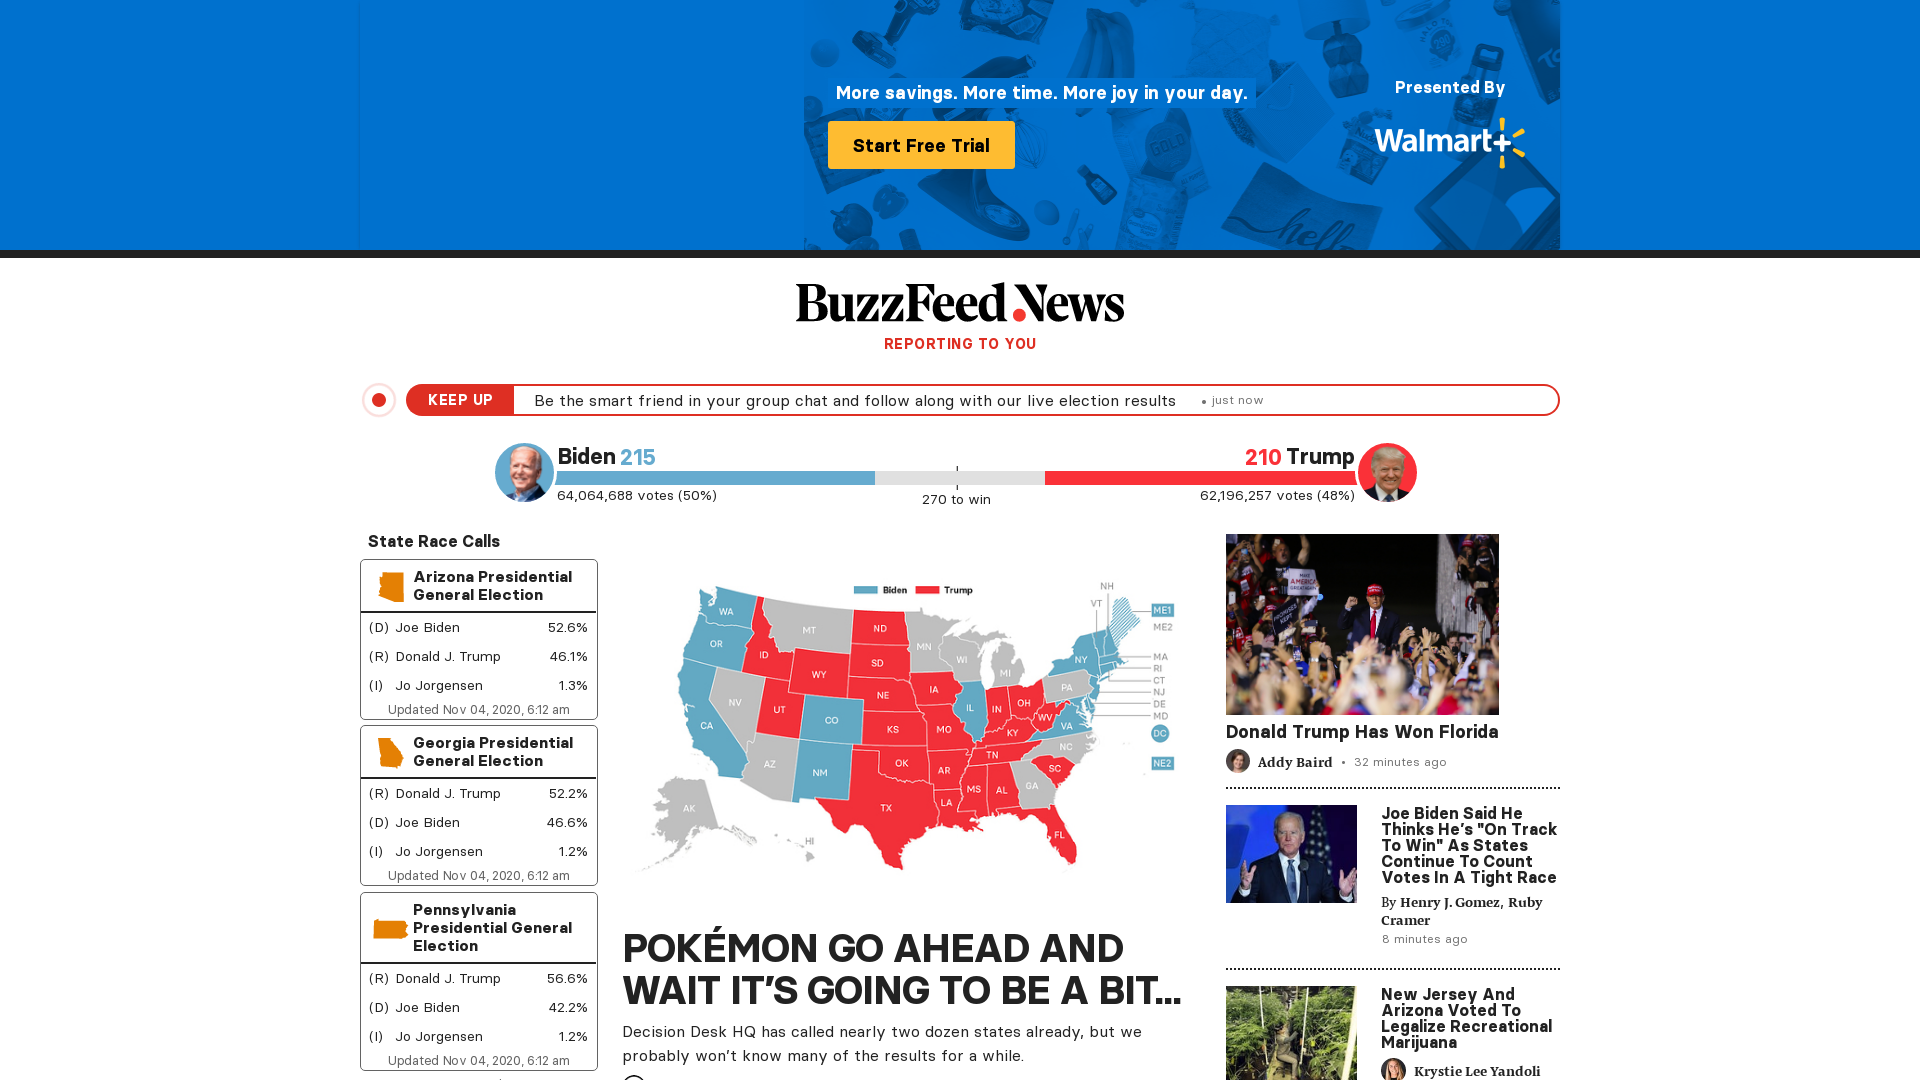 More savings. More time. More joy in your day.
Start Free Trial
Presented By
Walmart+
BuzzFeed News
REPORTING TO YOU
KEEP UP
Be the smart friend in your group chat and follow along with our live election results
• just now
Biden 215
210 Trump
64,064,688 votes (50%)
270 to win
62,196,257 votes (48%)
State Race Calls
Arizona Presidential
General Election
(D) Joe Biden 52.6%
(R) Donald J. Trump 46.1%
(I) Jo Jorgensen 1.3%
Updated Nov 04, 2020, 6:12 am
Georgia Presidential
General Election
(R) Donald J. Trump 52.2%
(D) Joe Biden 46.6%
(I) Jo Jorgensen 1.2%
Updated Nov 04, 2020, 6:12 am
Pennsylvania
Presidential General
Election
(R) Donald J. Trump 56.6%
(D) Joe Biden 42.2%
(I) Jo Jorgensen 1.2%
Updated Nov 04, 2020, 6:12 am
Biden Trump
NH
VT
ME1
ME2
WA
MT
ND
MN
OR
ID
SD
WI
NY
MA
RI
WY
MI
CT
NV
UT
NE
IA
PA
NJ
CO
IL
IN
OH
DE
CA
KS
MO
KY
WV
VA
MD
DC
AZ
NM
OK
AR
TN
NC
NE2
SC
AK
TX
LA
MS
AL
GA
HI
FL
POKÉMON GO AHEAD AND
WAIT IT'S GOING TO BE A BIT...
Decision Desk HQ has called nearly two dozen states already, but we
probably won't know many of the results for a while.
Donald Trump Has Won Florida
Addy Baird • 32 minutes ago
Joe Biden Said He
Thinks He's "On Track
To Win" As States
Continue To Count
Votes In A Tight Race
By Henry J. Gomez, Ruby
Cramer
8 minutes ago
New Jersey And
Arizona Voted To
Legalize Recreational
Marijuana
Krystie Lee Yandoli